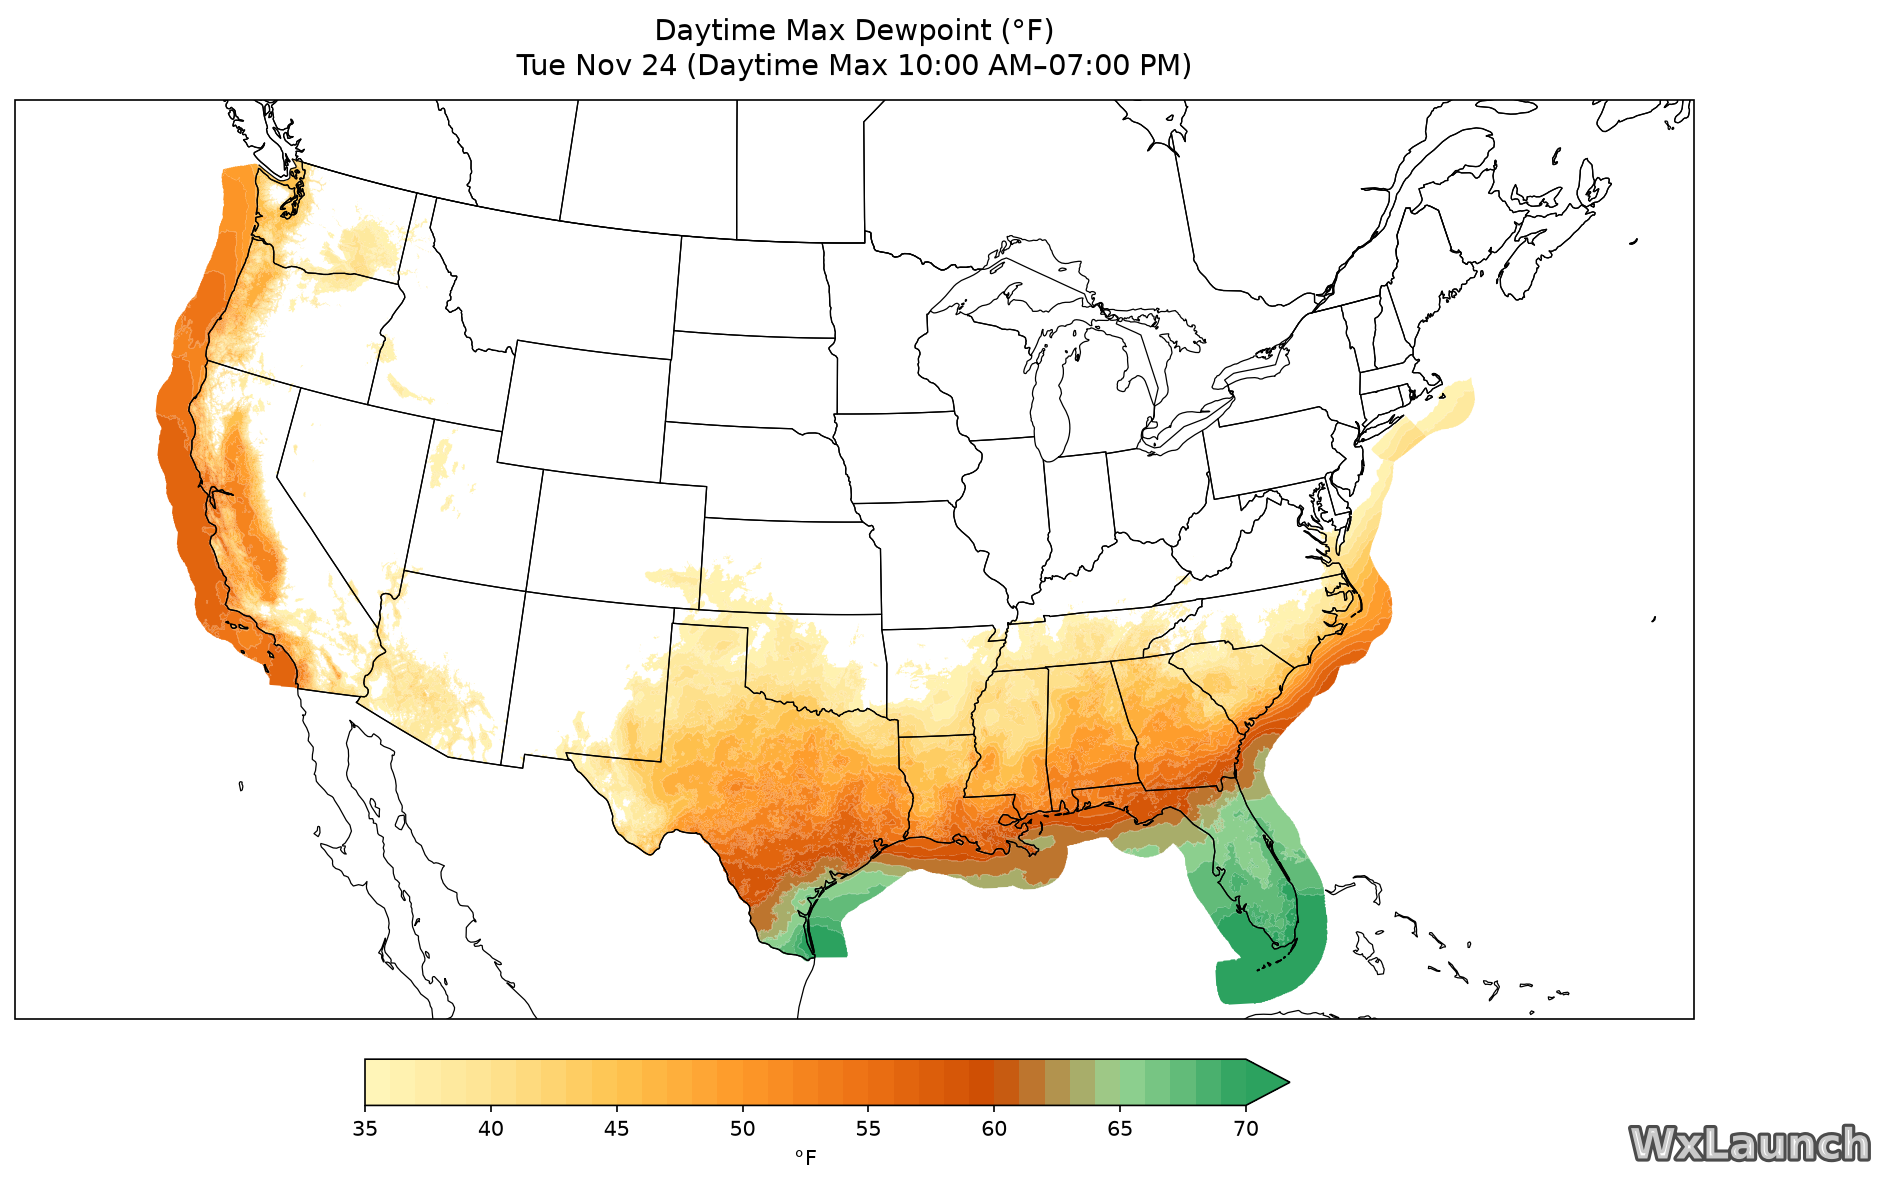 Daytime Max Dewpoint (°F)
Tue Nov 24 (Daytime Max 10:00 AM–07:00 PM)
35 40 45 50 55 60 65 70
°F
WxLaunch